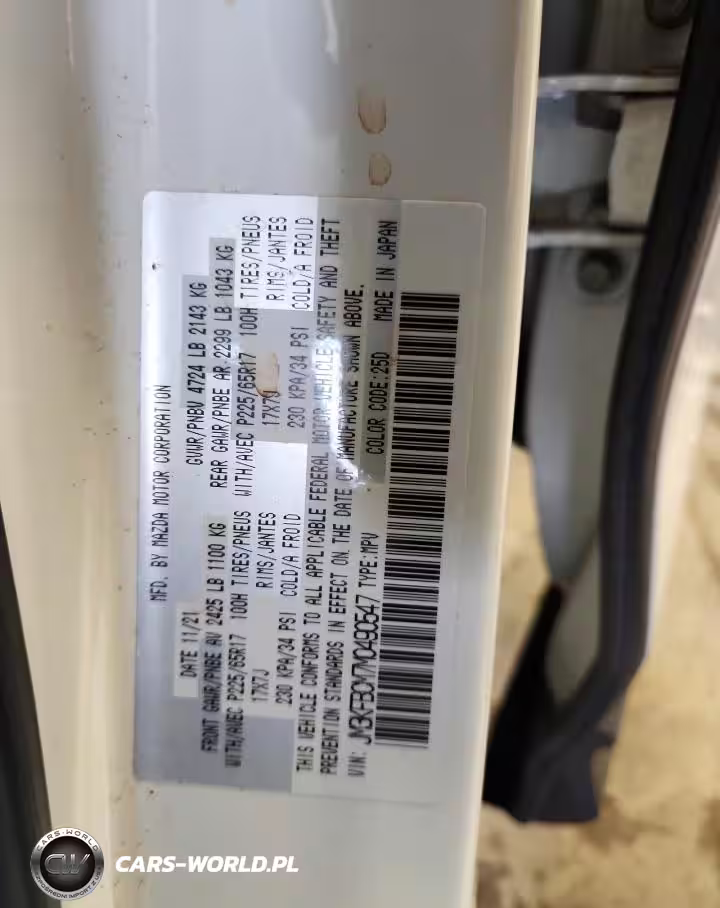 MFD. BY MAZDA MOTOR CORPORATION
DATE 11/21 GVWR/PNBV 4724 LB 2143 KG
FRONT GAWR/PNBE AV 2425 LB 1100 KG REAR GAWR/PNBE AR 2299 LB 1043 KG
WITH/AVEC P225/65R17 100H TIRES/PNEUS WITH/AVEC P225/65R17 100H TIRES/PNEUS
17X7J RIMS/JANTES 17X7J RIMS/JANTES
230 KPA/34 PSI COLD/A FROID 230 KPA/34 PSI COLD/A FROID
THIS VEHICLE CONFORMS TO ALL APPLICABLE FEDERAL MOTOR VEHICLE SAFETY AND THEFT
PREVENTION STANDARDS IN EFFECT ON THE DATE OF MANUFACTURE SHOWN ABOVE.
VIN: JM3KFBCM7N0490547 TYPE:MPV COLOR CODE:25D MADE IN JAPAN
CARS-WORLD
CW
CARS-WORLD.PL